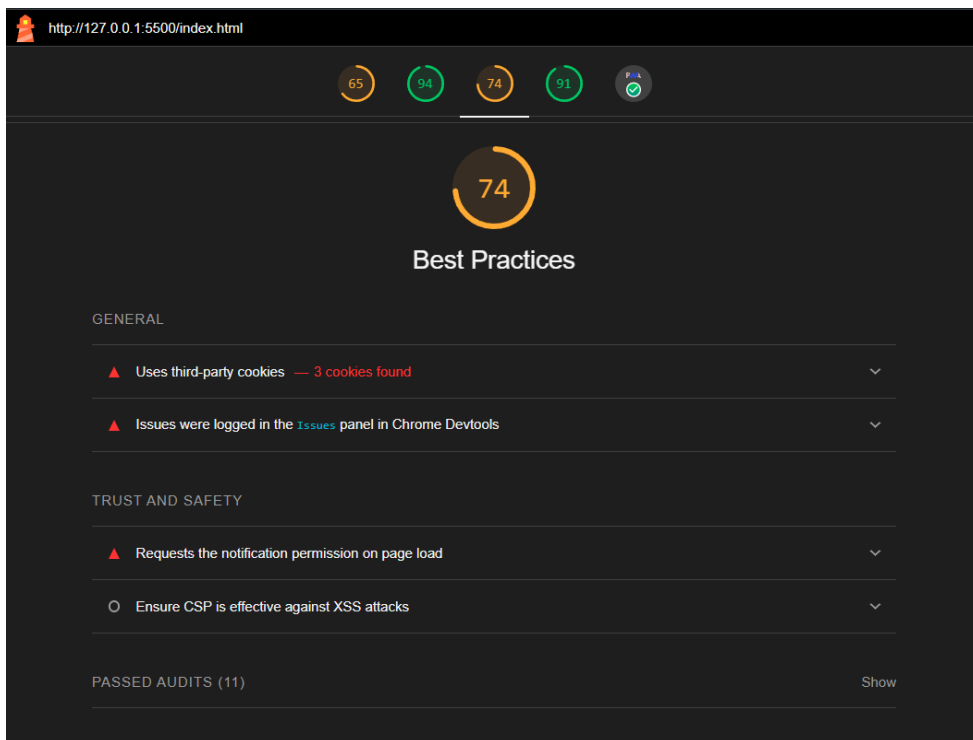 http://127.0.0.1:5500/index.html
65 94 74 91 PWA
74
Best Practices
GENERAL
Uses third-party cookies — 3 cookies found
Issues were logged in the Issues panel in Chrome Devtools
TRUST AND SAFETY
Requests the notification permission on page load
Ensure CSP is effective against XSS attacks
PASSED AUDITS (11) Show